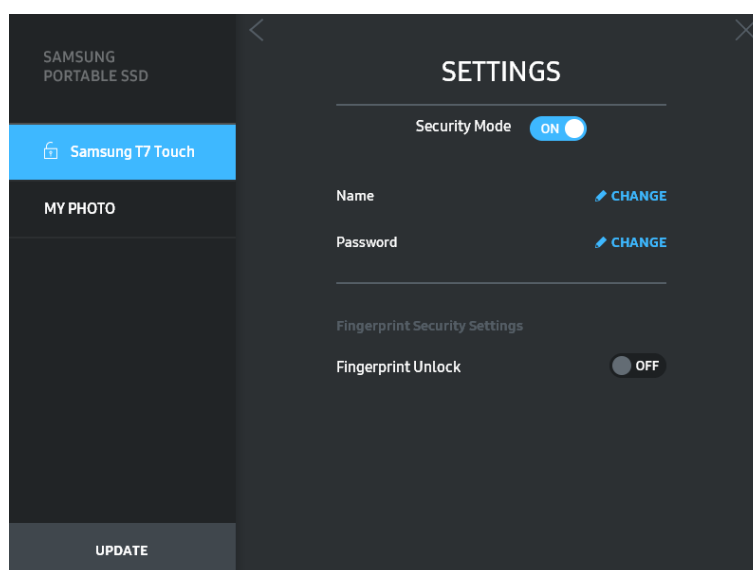 SAMSUNG
PORTABLE SSD
Samsung T7 Touch
MY PHOTO
UPDATE
SETTINGS
Security Mode ON
Name CHANGE
Password CHANGE
Fingerprint Security Settings
Fingerprint Unlock OFF